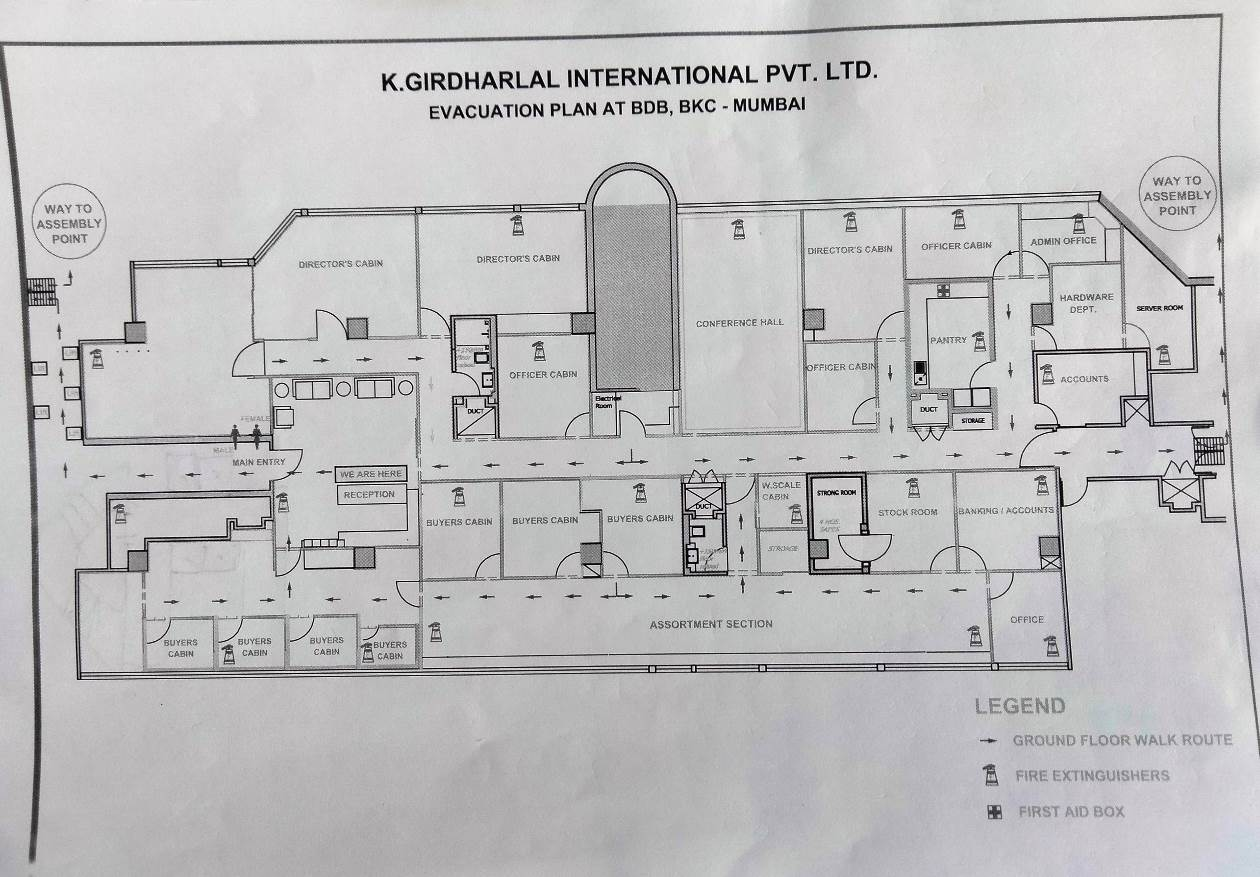 K.GIRDHARLAL INTERNATIONAL PVT. LTD.
EVACUATION PLAN AT BDB, BKC - MUMBAI
WAY TO
ASSEMBLY
POINT
WAY TO
ASSEMBLY
POINT
DIRECTOR'S CABIN
DIRECTOR'S CABIN
DIRECTOR'S CABIN
OFFICER CABIN
ADMIN OFFICE
HARDWARE
DEPT.
SERVER ROOM
CONFERENCE HALL
PANTRY
OFFICER CABIN
OFFICER CABIN
ACCOUNTS
Electrical
Room
DUCT
DUCT
STORAGE
FEMALE
MALE
MAIN ENTRY
WE ARE HERE
RECEPTION
BUYERS CABIN
BUYERS CABIN
BUYERS CABIN
DUCT
W.SCALE
CABIN
STROAGE
STRONG ROOM
STOCK ROOM
BANKING / ACCOUNTS
ASSORTMENT SECTION
OFFICE
BUYERS
CABIN
BUYERS
CABIN
BUYERS
CABIN
BUYERS
CABIN
LEGEND
GROUND FLOOR WALK ROUTE
FIRE EXTINGUISHERS
FIRST AID BOX